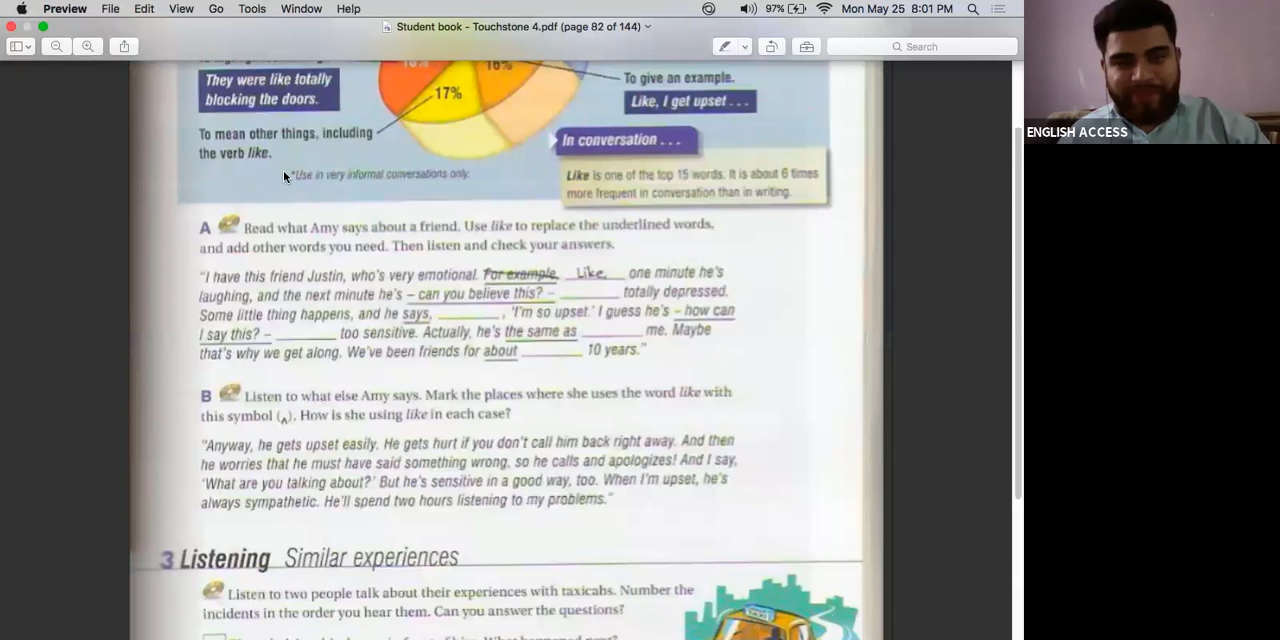 Preview File Edit View Go Tools Window Help 97% Mon May 25 8:01 PM
Student book - Touchstone 4.pdf (page 82 of 144)
Search
They were like totally
blocking the doors.
16%
17%
To give an example.
Like, I get upset . . .
To mean other things, including
the verb like.
*Use in very informal conversations only.
In conversation . . .
Like is one of the top 15 words. It is about 6 times
more frequent in conversation than in writing.
ENGLISH ACCESS
A Read what Amy says about a friend. Use like to replace the underlined words,
and add other words you need. Then listen and check your answers.
"I have this friend Justin, who's very emotional. For example, Like, one minute he's
laughing, and the next minute he's – can you believe this? – ________ totally depressed.
Some little thing happens, and he says, ________, 'I'm so upset.' I guess he's – how can
I say this? – ________ too sensitive. Actually, he's the same as ________ me. Maybe
that's why we get along. We've been friends for about ________ 10 years."
B Listen to what else Amy says. Mark the places where she uses the word like with
this symbol (^). How is she using like in each case?
"Anyway, he gets upset easily. He gets hurt if you don't call him back right away. And then
he worries that he must have said something wrong, so he calls and apologizes! And I say,
'What are you talking about?' But he's sensitive in a good way, too. When I'm upset, he's
always sympathetic. He'll spend two hours listening to my problems."
3 Listening Similar experiences
Listen to two people talk about their experiences with taxicabs. Number the
incidents in the order you hear them. Can you answer the questions?